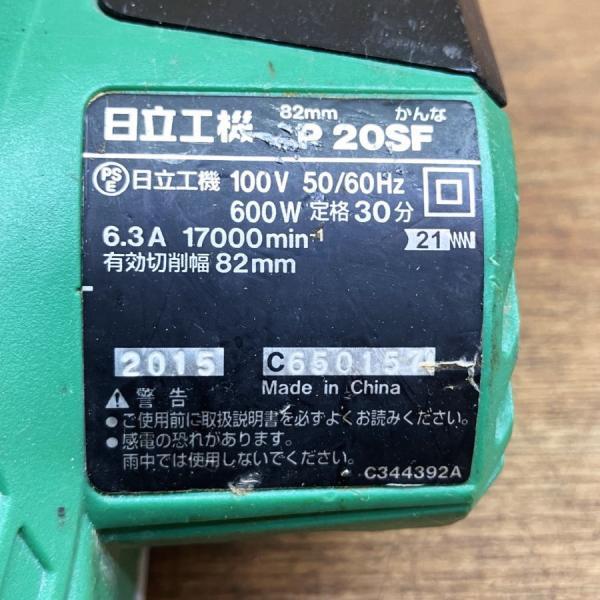 日立工機 82mm P 20SF かんな
PSE 日立工機 100V 50/60Hz
600W 定格30分
6.3A 17000min-1 21
有効切削幅 82mm
2015 C650157
Made in China
警告
●ご使用前に取扱説明書を必ずよくお読みください。
●感電の恐れがあります。
雨中では使用しないでください。
C344392A